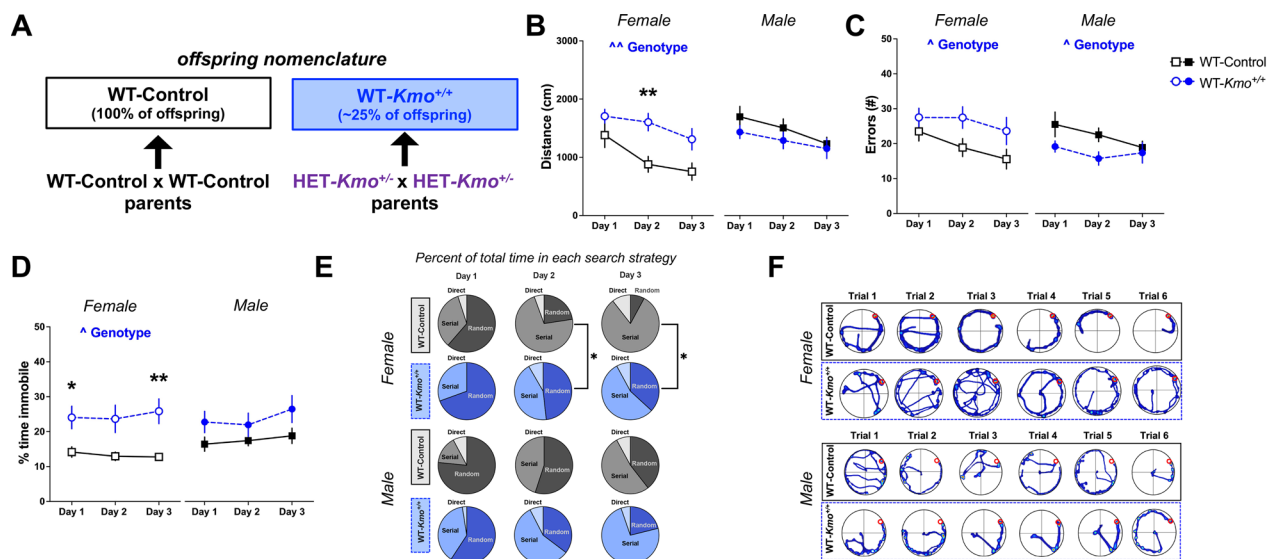 A
offspring nomenclature
WT-Control
(100% of offspring)
WT-Kmo+/+
(~25% of offspring)
WT-Control x WT-Control
parents
HET-Kmo+/- x HET-Kmo+/-
parents
B
Female
Male
^^ Genotype
**
Distance (cm)
3000
2000
1000
0
Day 1 Day 2 Day 3
Day 1 Day 2 Day 3
C
Female
Male
^ Genotype
^ Genotype
Errors (#)
50
40
30
20
10
0
Day 1 Day 2 Day 3
Day 1 Day 2 Day 3
WT-Control
WT-Kmo+/+
D
Female
Male
^ Genotype
* **
% time immobile
50
40
30
20
10
0
Day 1 Day 2 Day 3
Day 1 Day 2 Day 3
E
Percent of total time in each search strategy
Day 1 Day 2 Day 3
Female
WT-Control
Direct Serial Random
Direct Random Serial
Direct Random Serial
* *
WT-Kmo+/+
Direct Serial Random
Direct Serial Random
Direct Random Serial
Male
WT-Control
Direct Serial Random
Direct Serial Random
Direct Random Serial
WT-Kmo+/+
Direct Serial Random
Direct Random Serial
Direct Random Serial
F
Female
Trial 1 Trial 2 Trial 3 Trial 4 Trial 5 Trial 6
WT-Control
WT-Kmo+/+
Male
Trial 1 Trial 2 Trial 3 Trial 4 Trial 5 Trial 6
WT-Control
WT-Kmo+/+